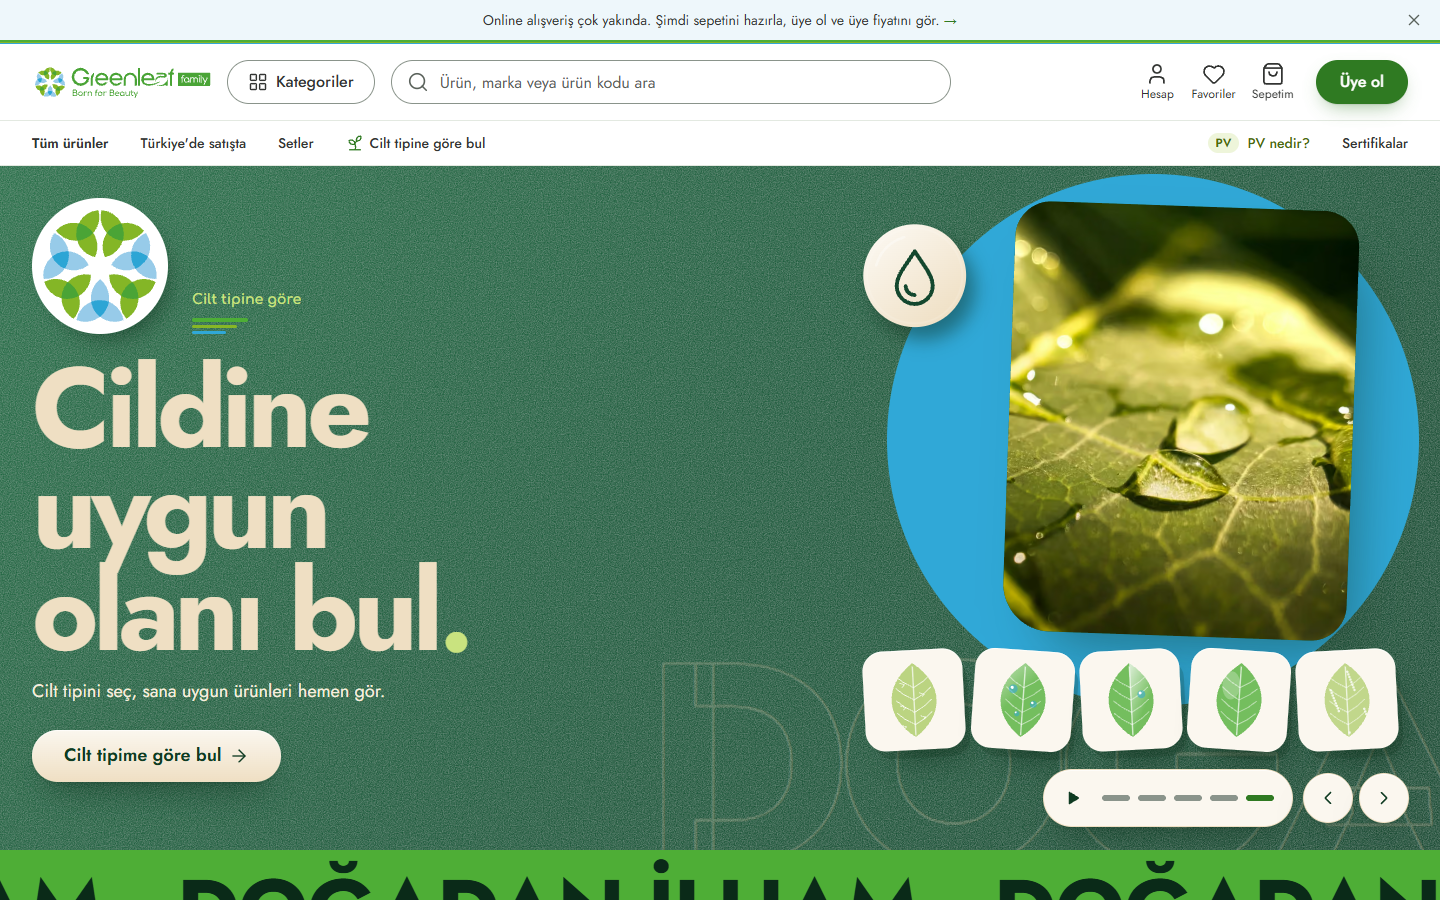 Online alışveriş çok yakında. Şimdi sepetini hazırla, üye ol ve üye fiyatını gör. →
Greenleaf family
Born for Beauty
Kategoriler
Ürün, marka veya ürün kodu ara
Hesap
Favoriler
Sepetim
Üye ol
Tüm ürünler
Türkiye'de satışta
Setler
Cilt tipine göre bul
PV
PV nedir?
Sertifikalar
Cilt tipine göre
Cildine
uygun
olanı bul.
Cilt tipini seç, sana uygun ürünleri hemen gör.
Cilt tipime göre bul →
DOĞADAN İLHAM
DOĞADAN